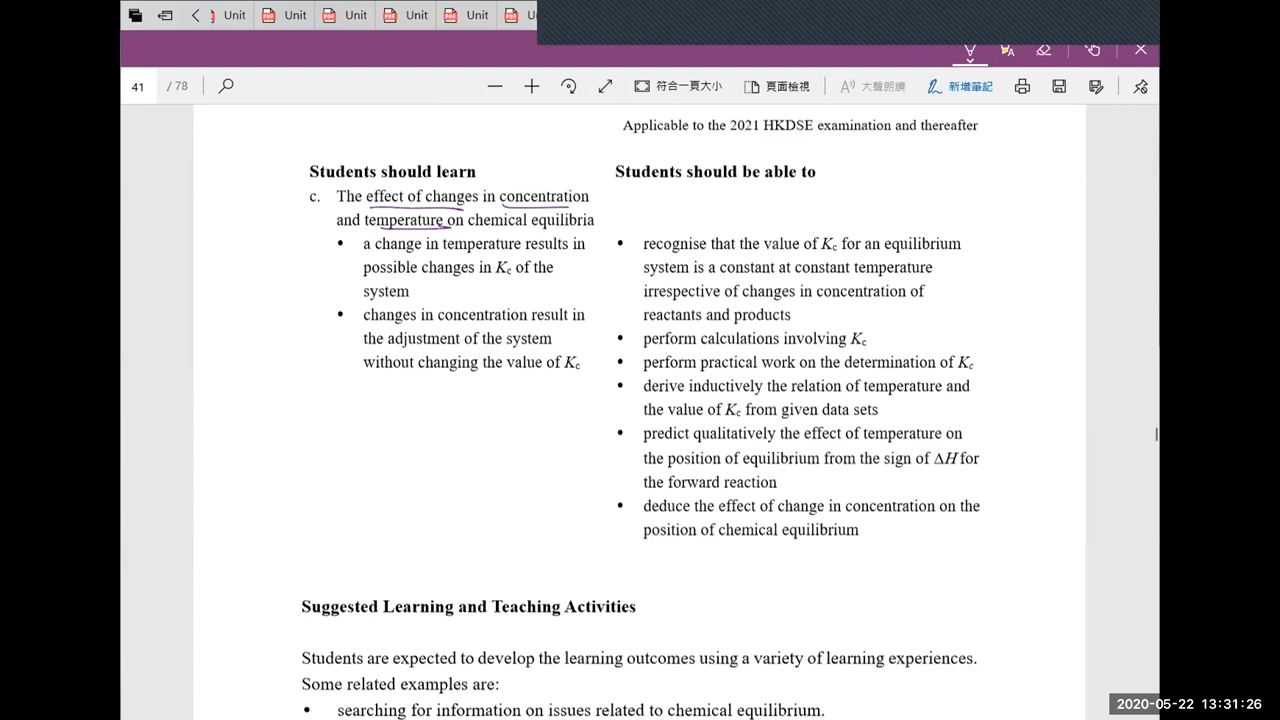 Unit
Unit
Unit
Unit
Unit
41 / 78
符合一頁大小
頁面檢視
大聲朗讀
新增筆記
Applicable to the 2021 HKDSE examination and thereafter
Students should learn
c. The effect of changes in concentration
and temperature on chemical equilibria
• a change in temperature results in
possible changes in Kc of the
system
• changes in concentration result in
the adjustment of the system
without changing the value of Kc
Students should be able to
• recognise that the value of Kc for an equilibrium
system is a constant at constant temperature
irrespective of changes in concentration of
reactants and products
• perform calculations involving Kc
• perform practical work on the determination of Kc
• derive inductively the relation of temperature and
the value of Kc from given data sets
• predict qualitatively the effect of temperature on
the position of equilibrium from the sign of ΔH for
the forward reaction
• deduce the effect of change in concentration on the
position of chemical equilibrium
Suggested Learning and Teaching Activities
Students are expected to develop the learning outcomes using a variety of learning experiences.
Some related examples are:
• searching for information on issues related to chemical equilibrium.
2020-05-22 13:31:26